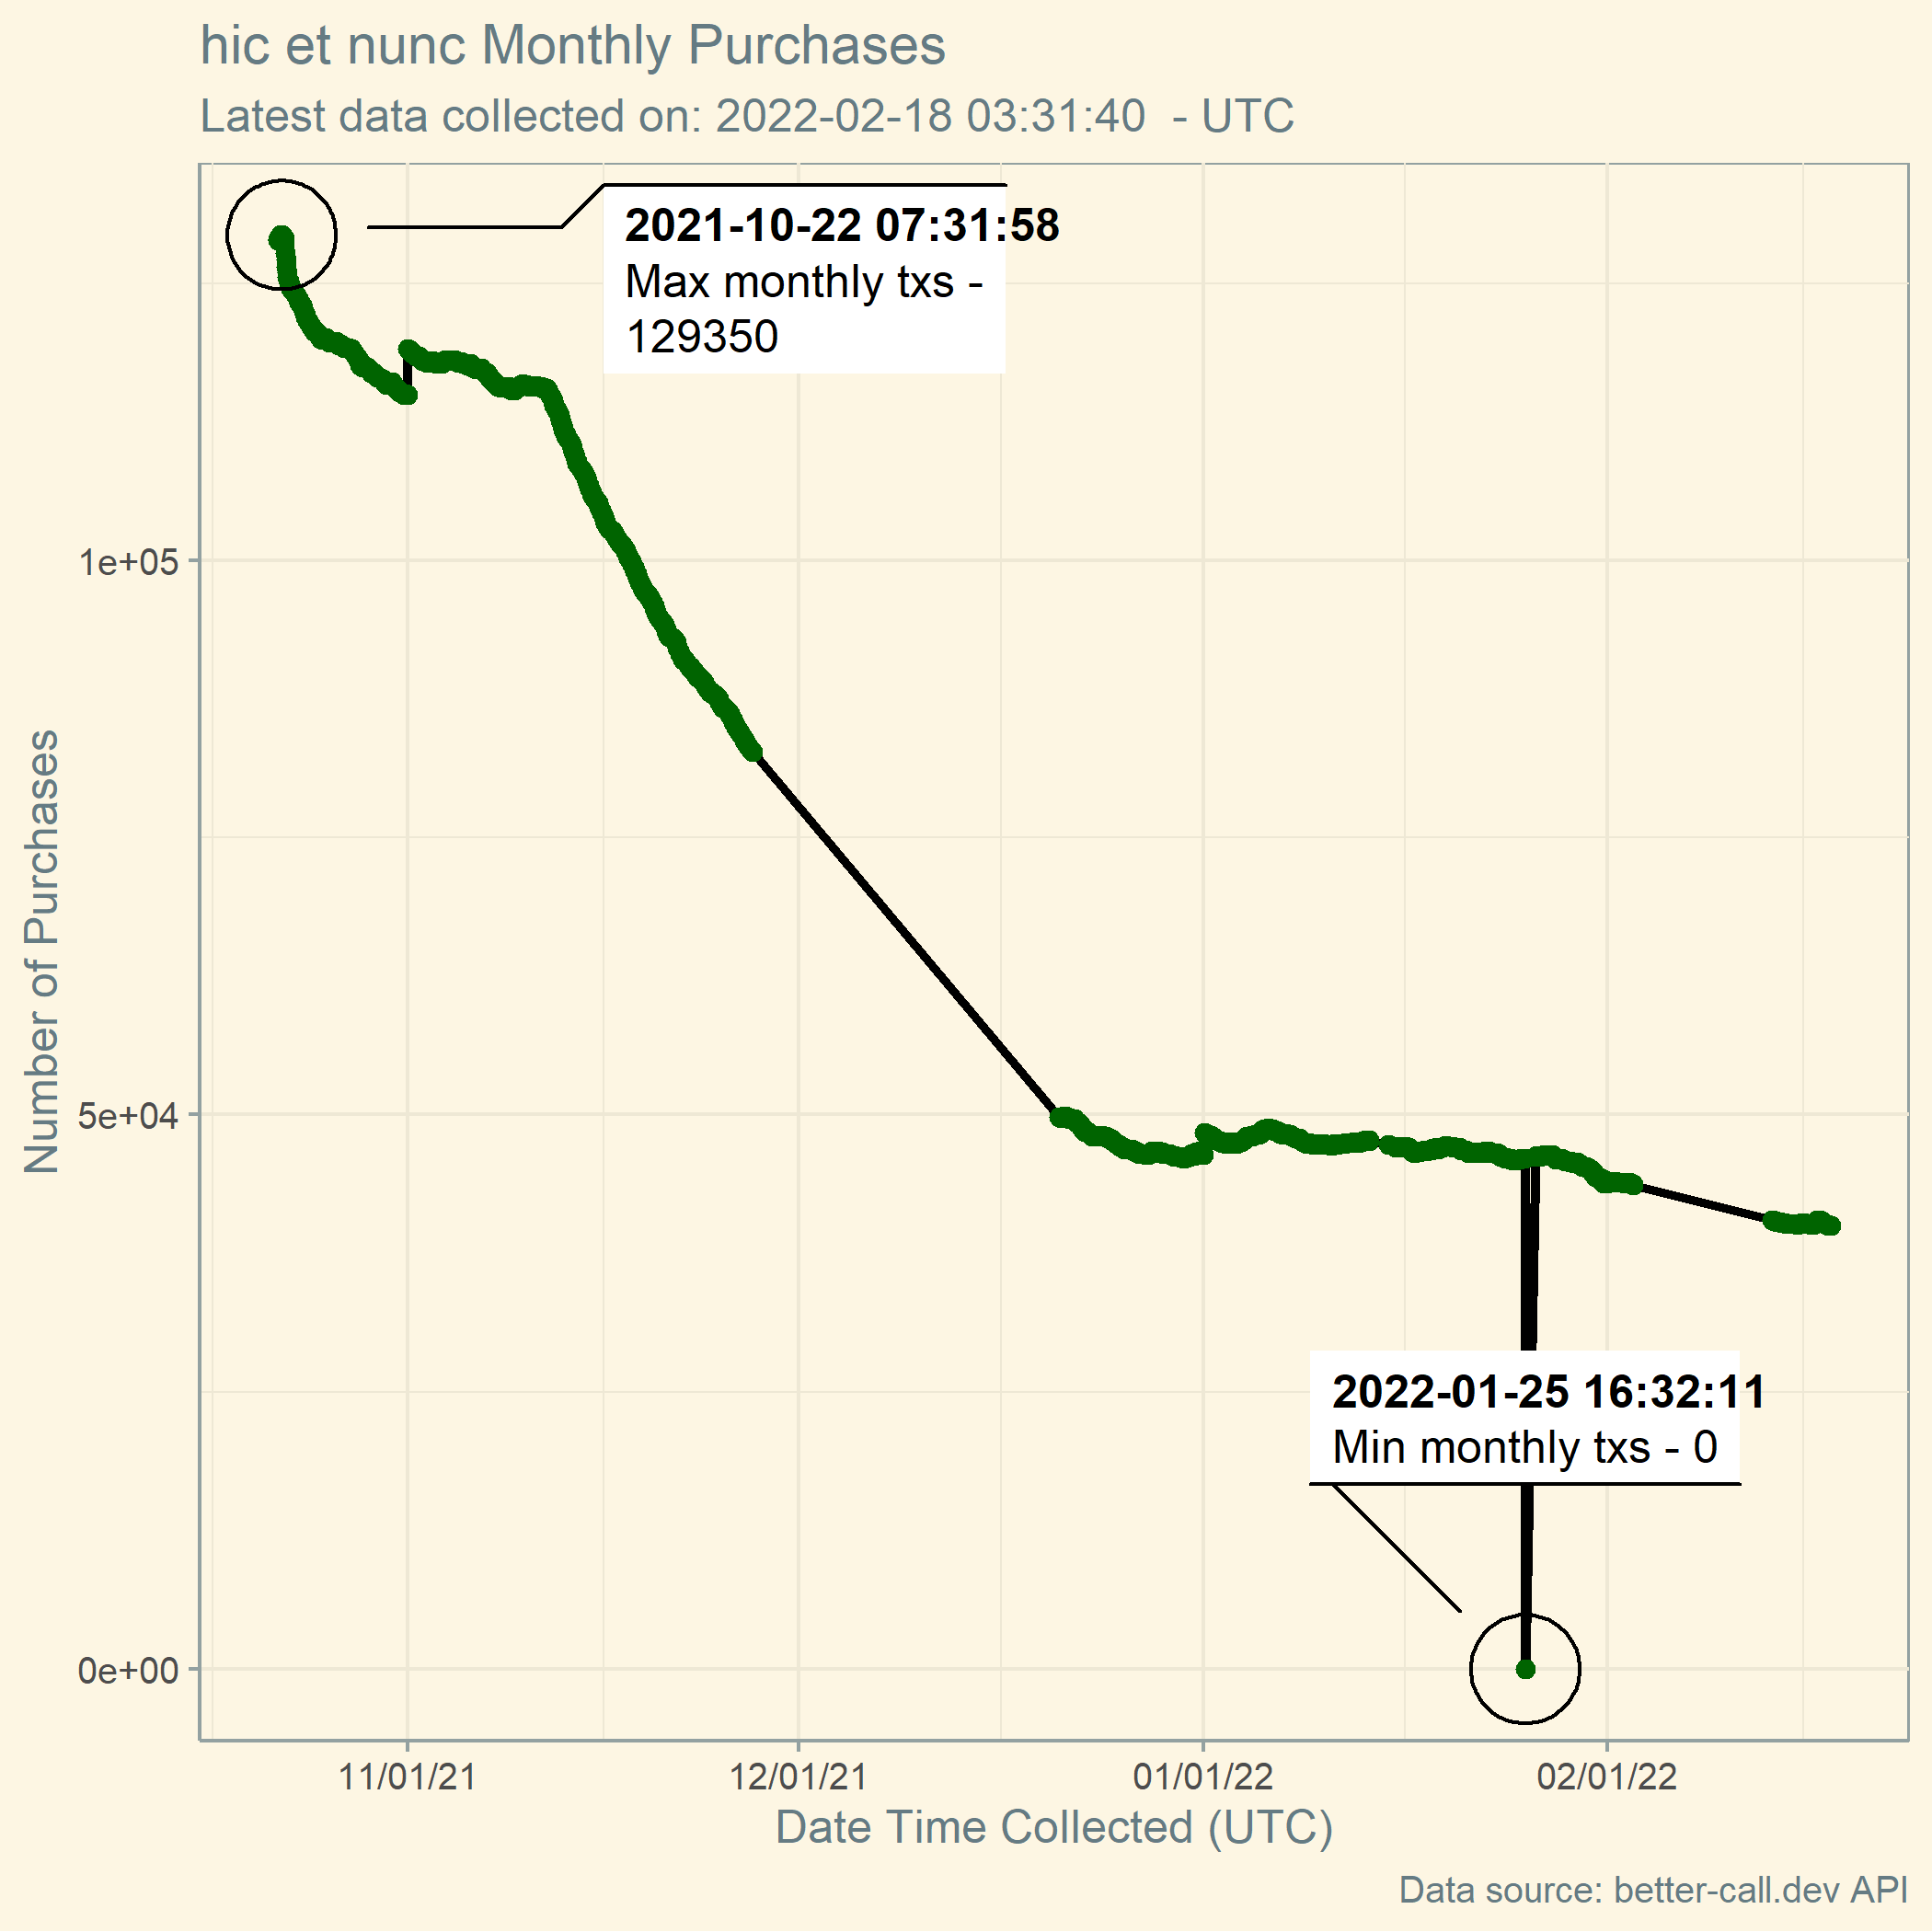 hic et nunc Monthly Purchases
Latest data collected on: 2022-02-18 03:31:40  - UTC
2021-10-22 07:31:58
Max monthly txs -
129350
1e+05
Number of Purchases
5e+04
2022-01-25 16:32:11
Min monthly txs - 0
0e+00
11/01/21
12/01/21
01/01/22
02/01/22
Date Time Collected (UTC)
Data source: better-call.dev API